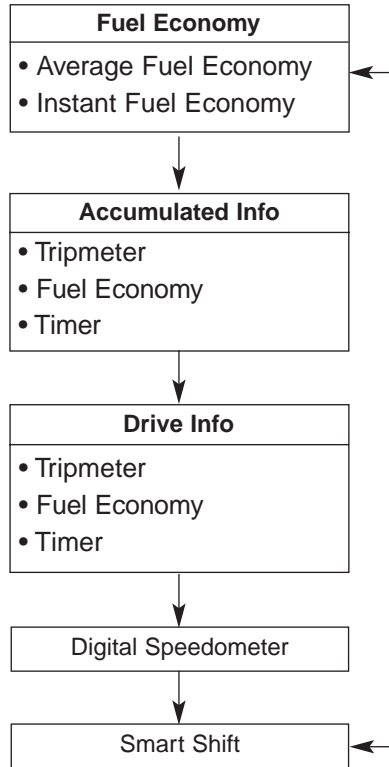 Fuel Economy
• Average Fuel Economy
• Instant Fuel Economy
Accumulated Info
• Tripmeter
• Fuel Economy
• Timer
Drive Info
• Tripmeter
• Fuel Economy
• Timer
Digital Speedometer
Smart Shift